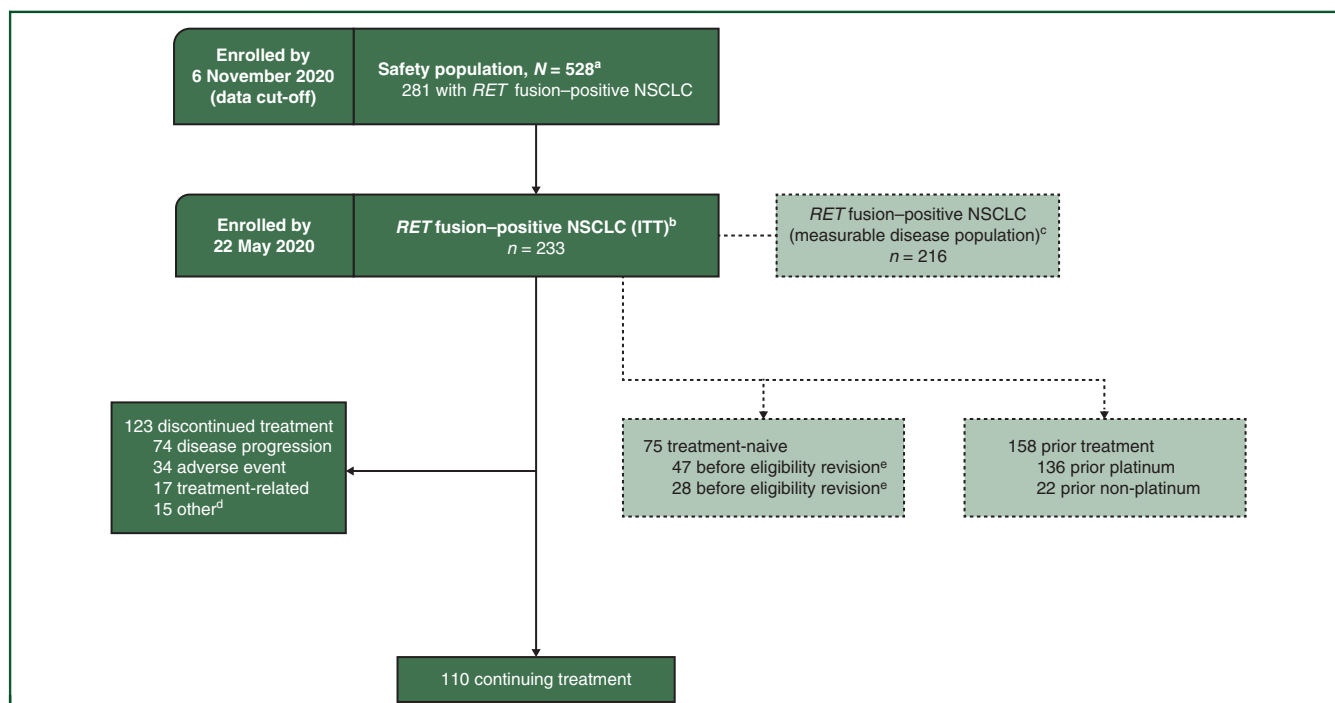 Enrolled by
6 November 2020
(data cut-off)
Safety population, N = 528a
281 with RET fusion–positive NSCLC
Enrolled by
22 May 2020
RET fusion–positive NSCLC (ITT)b
n = 233
RET fusion–positive NSCLC
(measurable disease population)c
n = 216
123 discontinued treatment
74 disease progression
34 adverse event
17 treatment-related
15 otherd
75 treatment-naive
47 before eligibility revisione
28 before eligibility revisione
158 prior treatment
136 prior platinum
22 prior non-platinum
110 continuing treatment